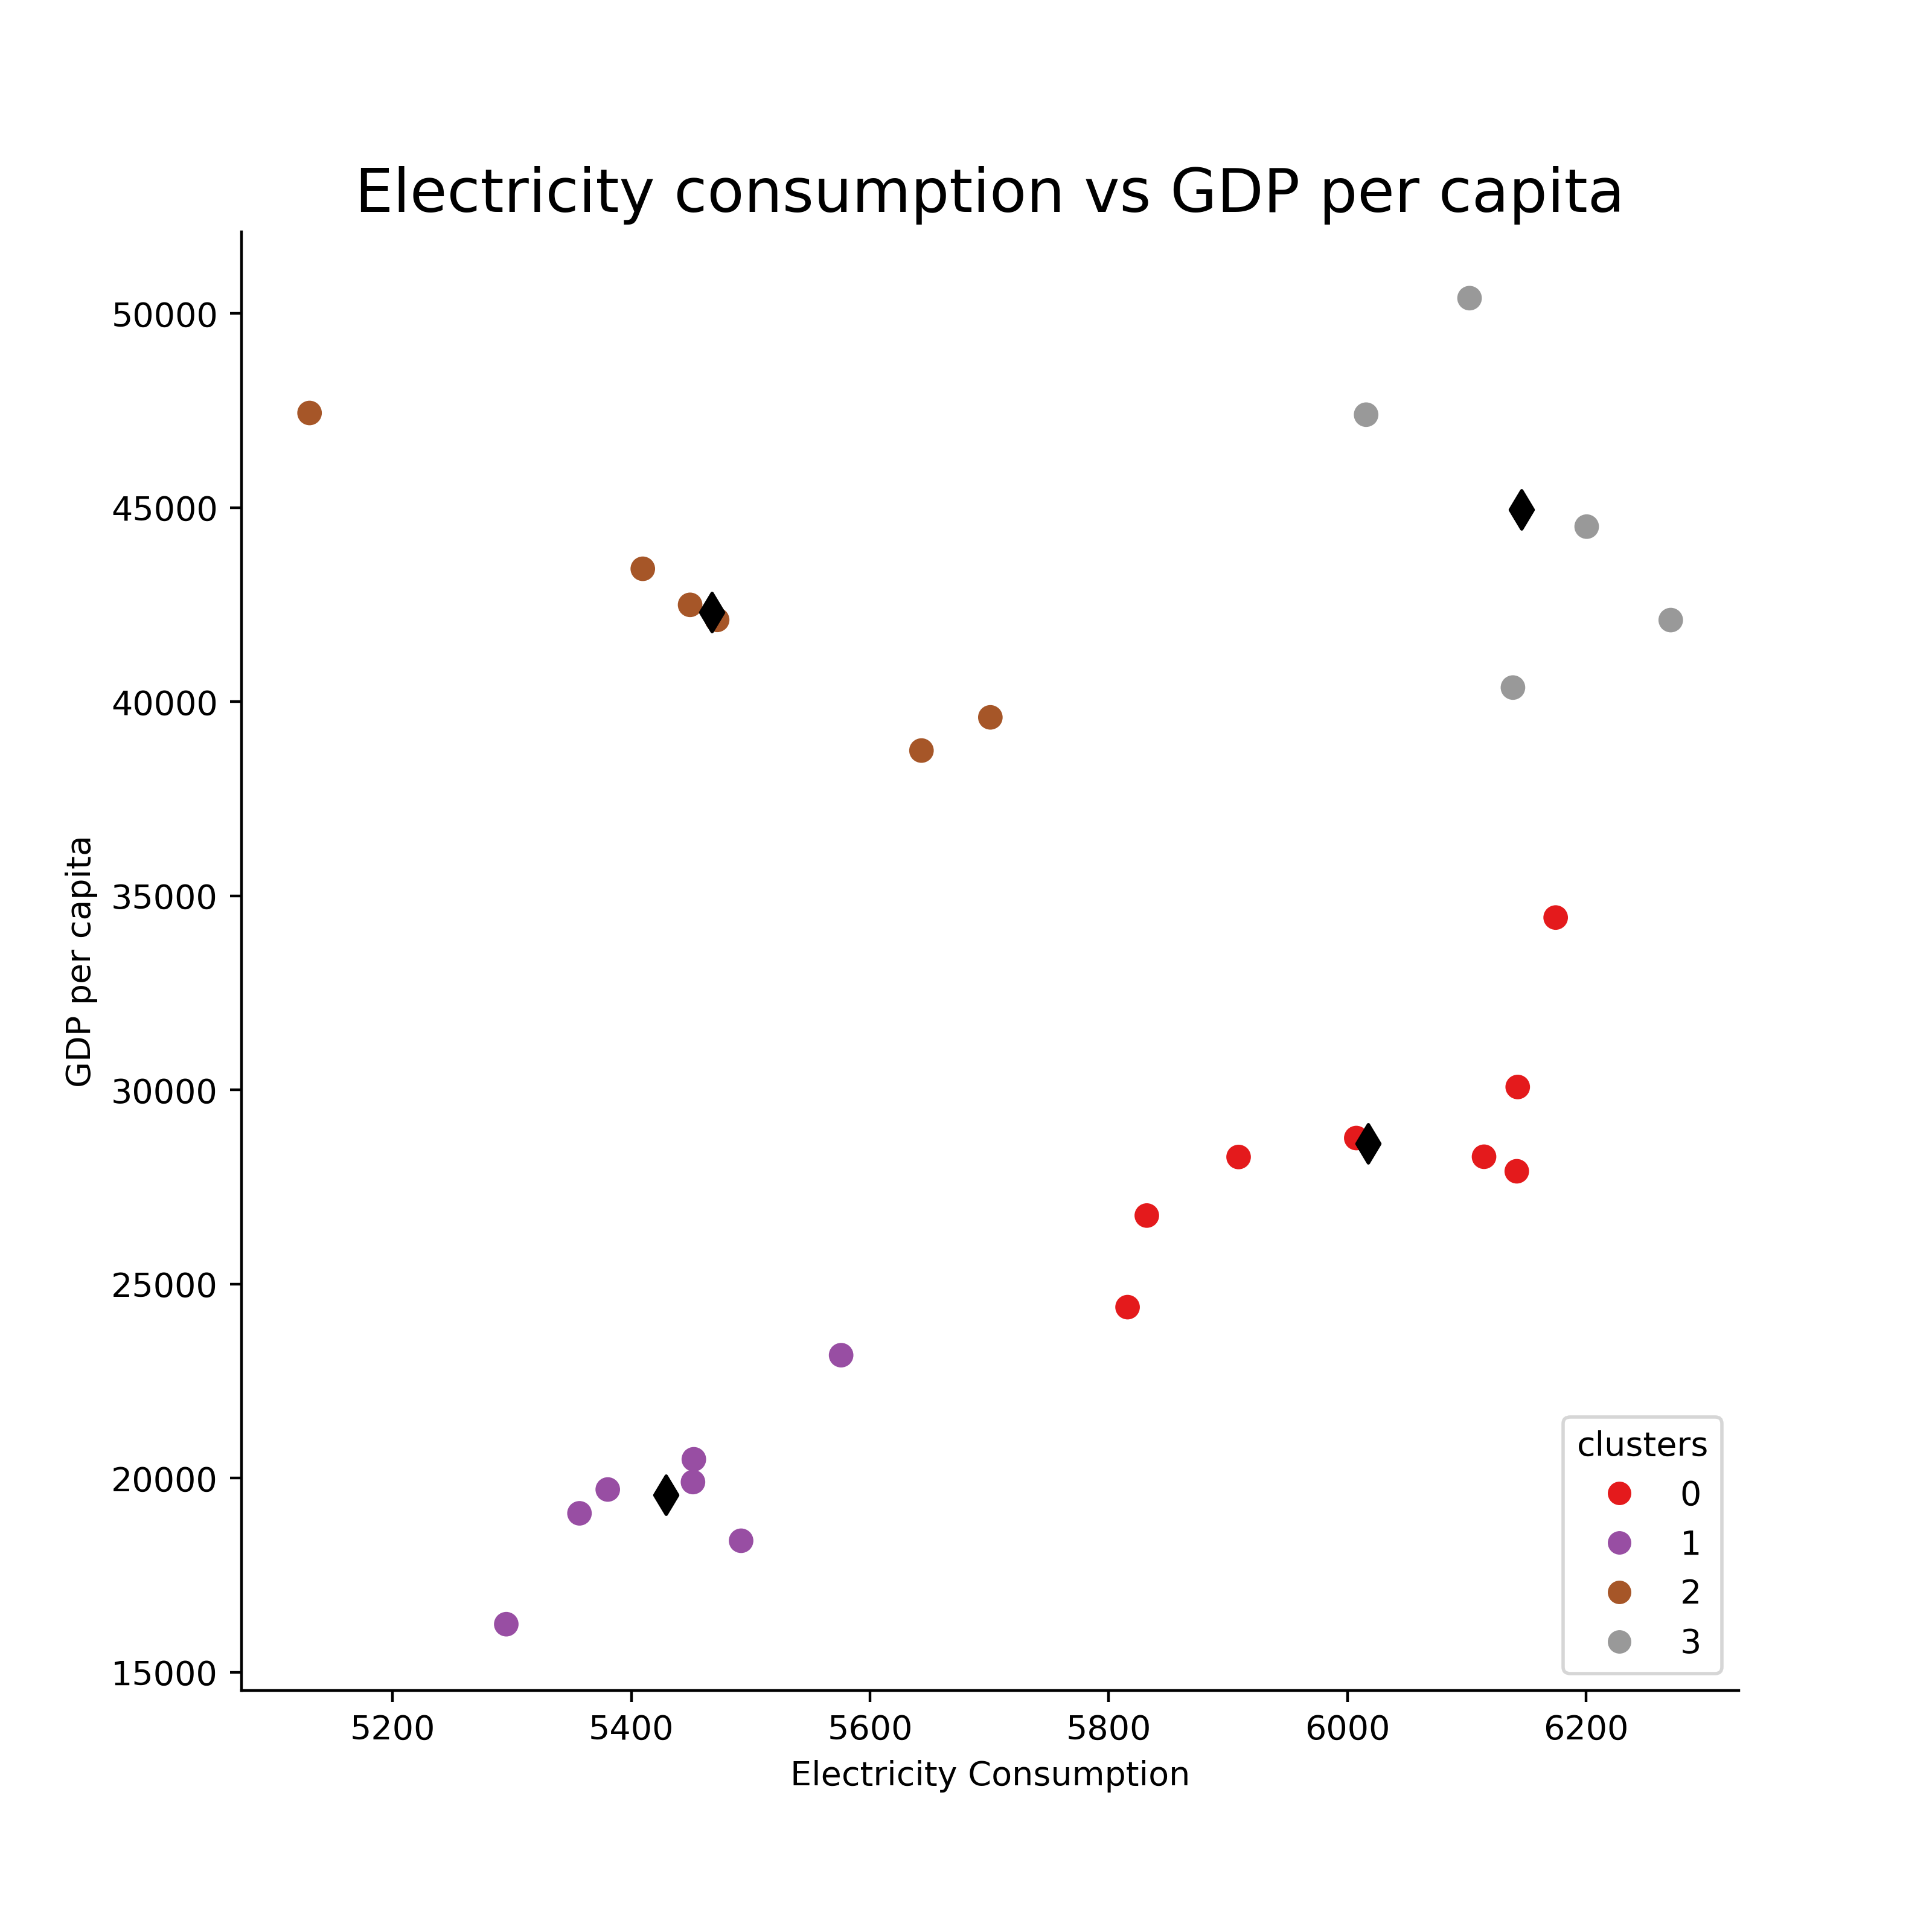 Electricity consumption vs GDP per capita
50000
45000
40000
35000
30000
25000
20000
15000
GDP per capita
5200 5400 5600 5800 6000 6200
Electricity Consumption
clusters
0
1
2
3